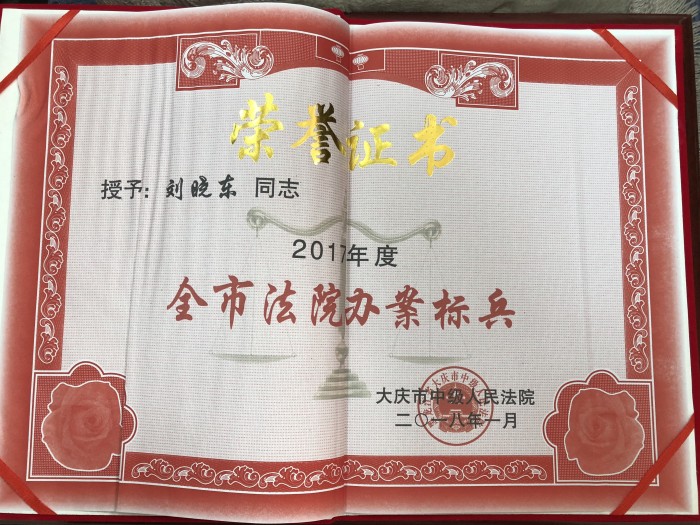 荣誉证书
授予：刘晓东 同志
2017年度
全市法院办案标兵
大庆市中级人民法院
二〇一八年一月